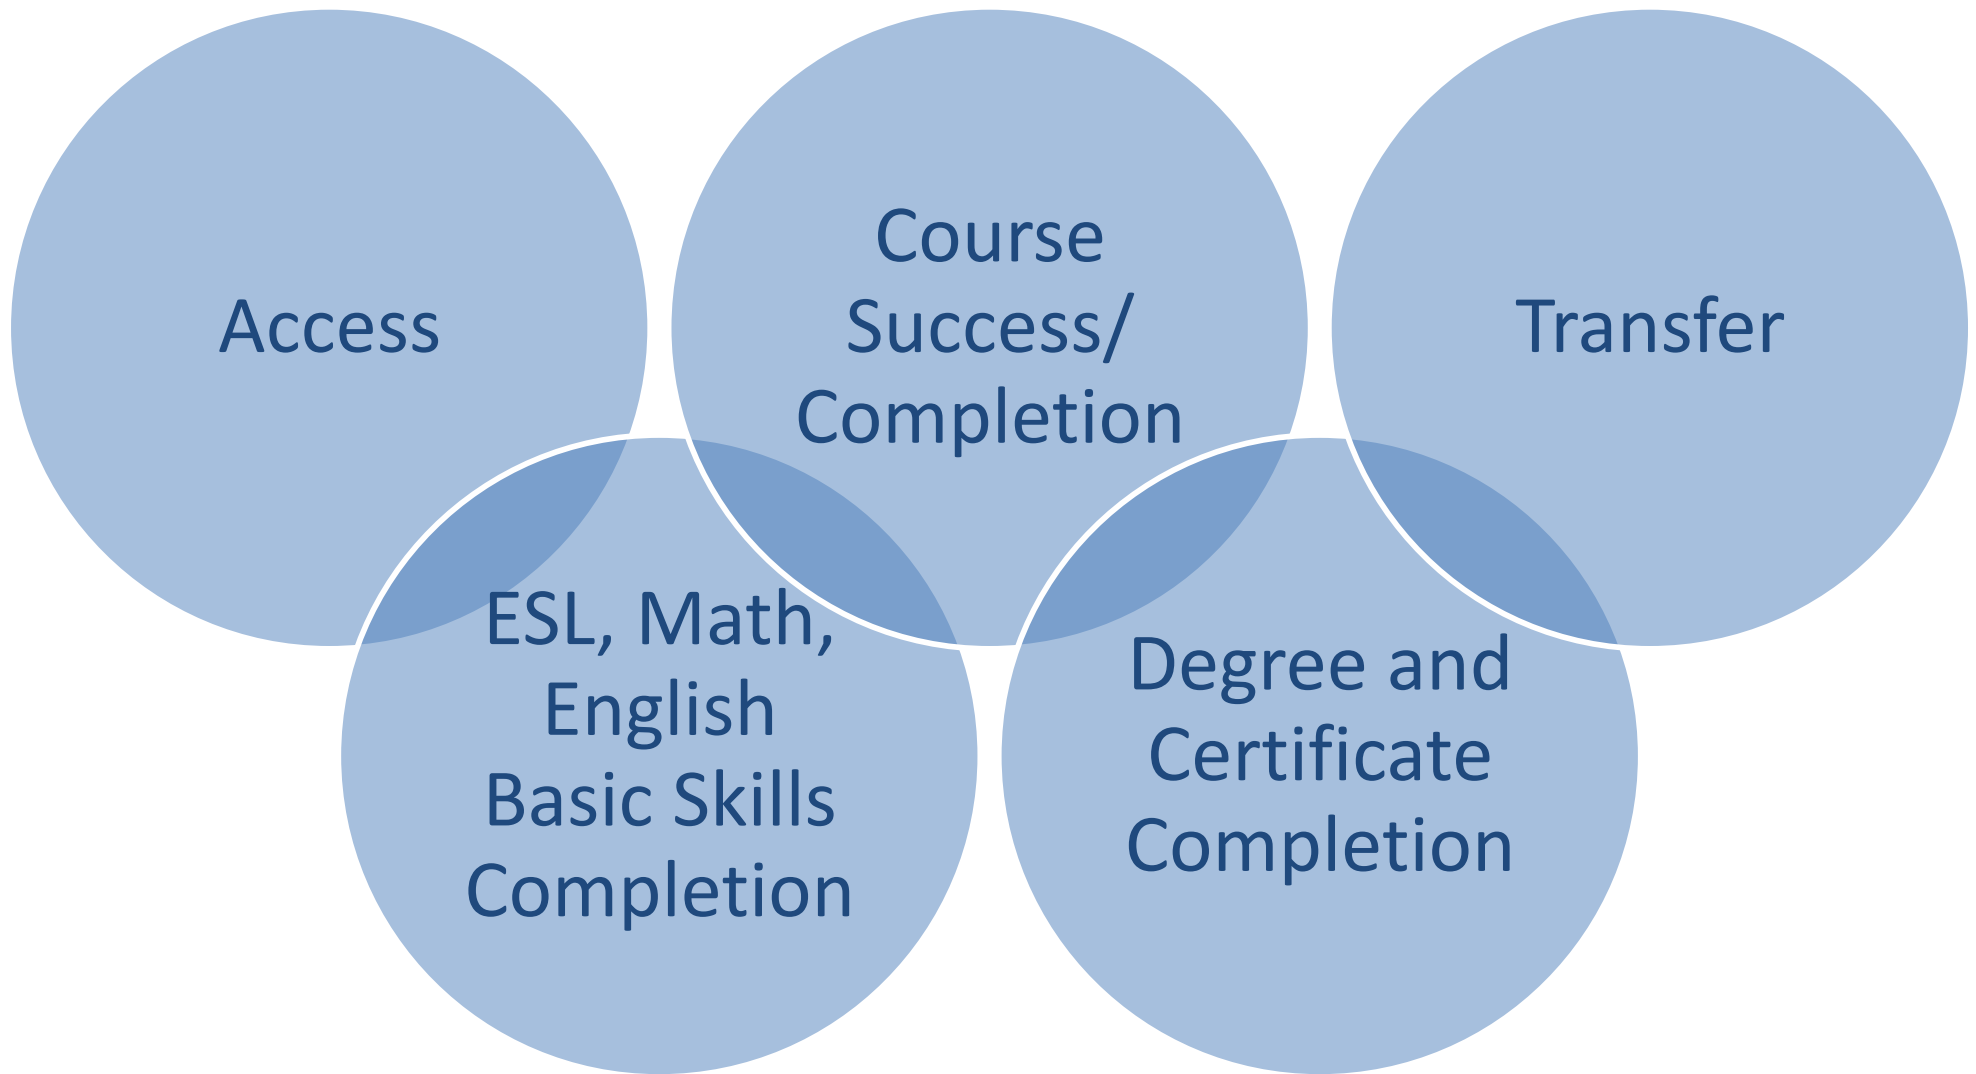 Access
Course
Success/
Completion
Transfer
ESL, Math,
English
Basic Skills
Completion
Degree and
Certificate
Completion